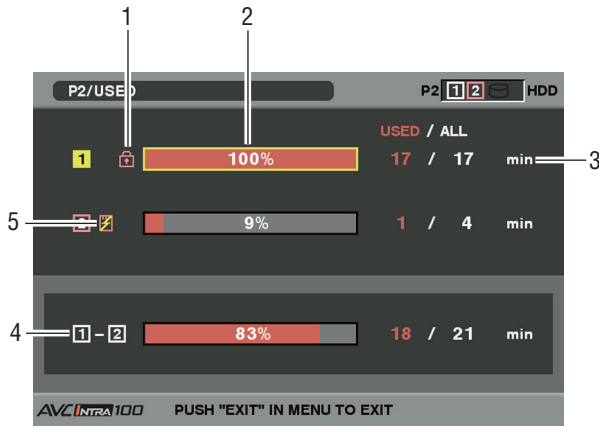 1 2
P2/USED P2 1 2 HDD
USED / ALL
1 100% 17 / 17 min 3
5 2 9% 1 / 4 min
4 1 – 2 83% 18 / 21 min
AVC INTRA 100 PUSH "EXIT" IN MENU TO EXIT